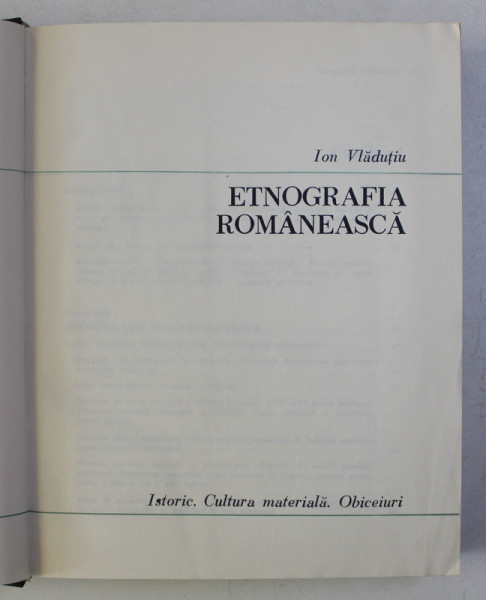 Ion Vlăduțiu
ETNOGRAFIA
ROMÂNEASCĂ
Istoric. Cultura materială. Obiceiuri